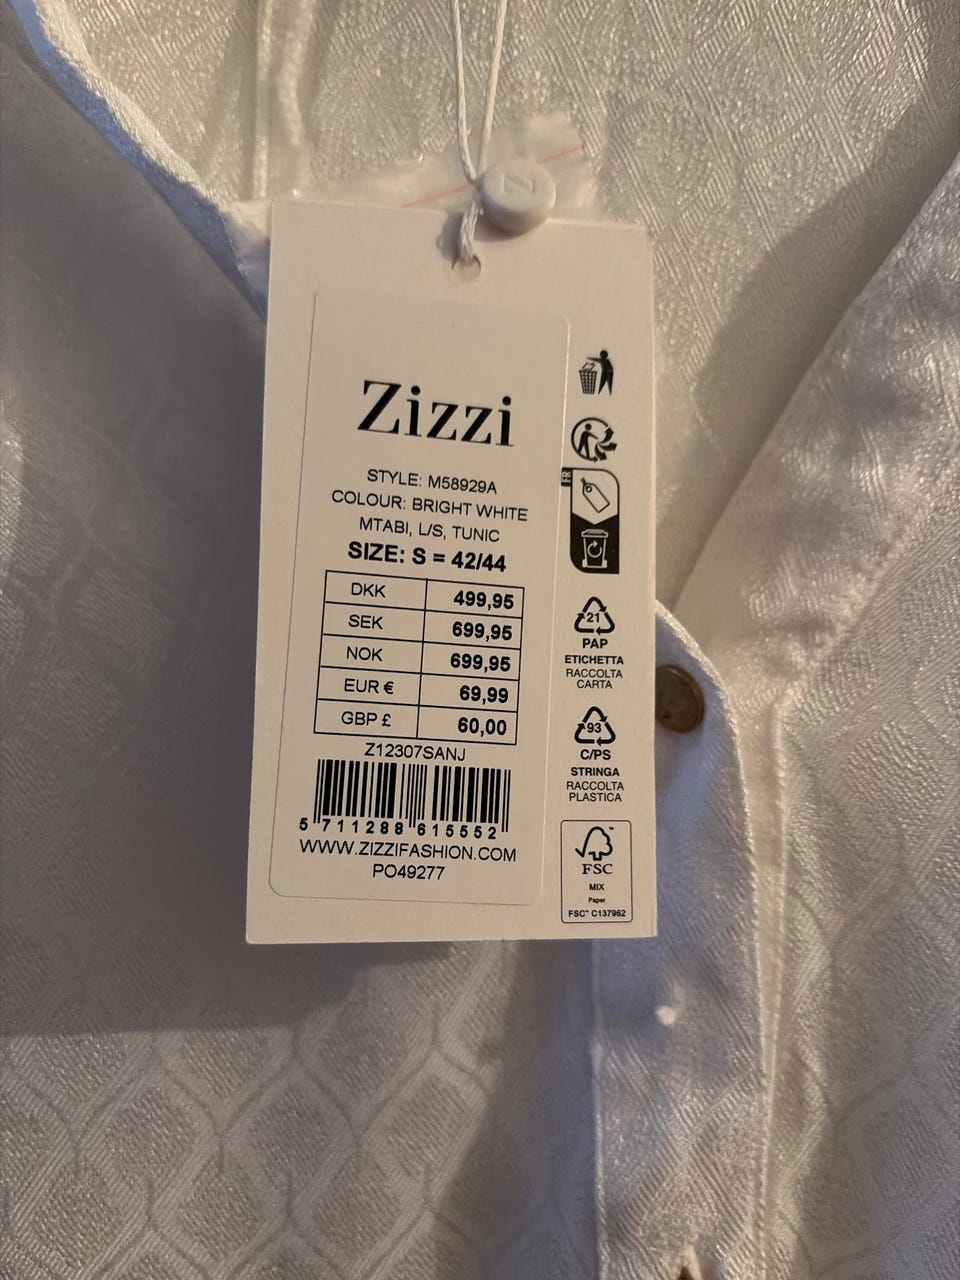 Zizzi
STYLE: M58929A
COLOUR: BRIGHT WHITE
MTABI, L/S, TUNIC
SIZE: S = 42/44
DKK 499,95
SEK 699,95
NOK 699,95
EUR € 69,99
GBP £ 60,00
Z12307SANJ
5 711288 615552
WWW.ZIZZIFASHION.COM
PO49277
FR
21
PAP
ETICHETTA
RACCOLTA
CARTA
93
C/PS
STRINGA
RACCOLTA
PLASTICA
FSC
MIX
Paper
FSC™ C137962